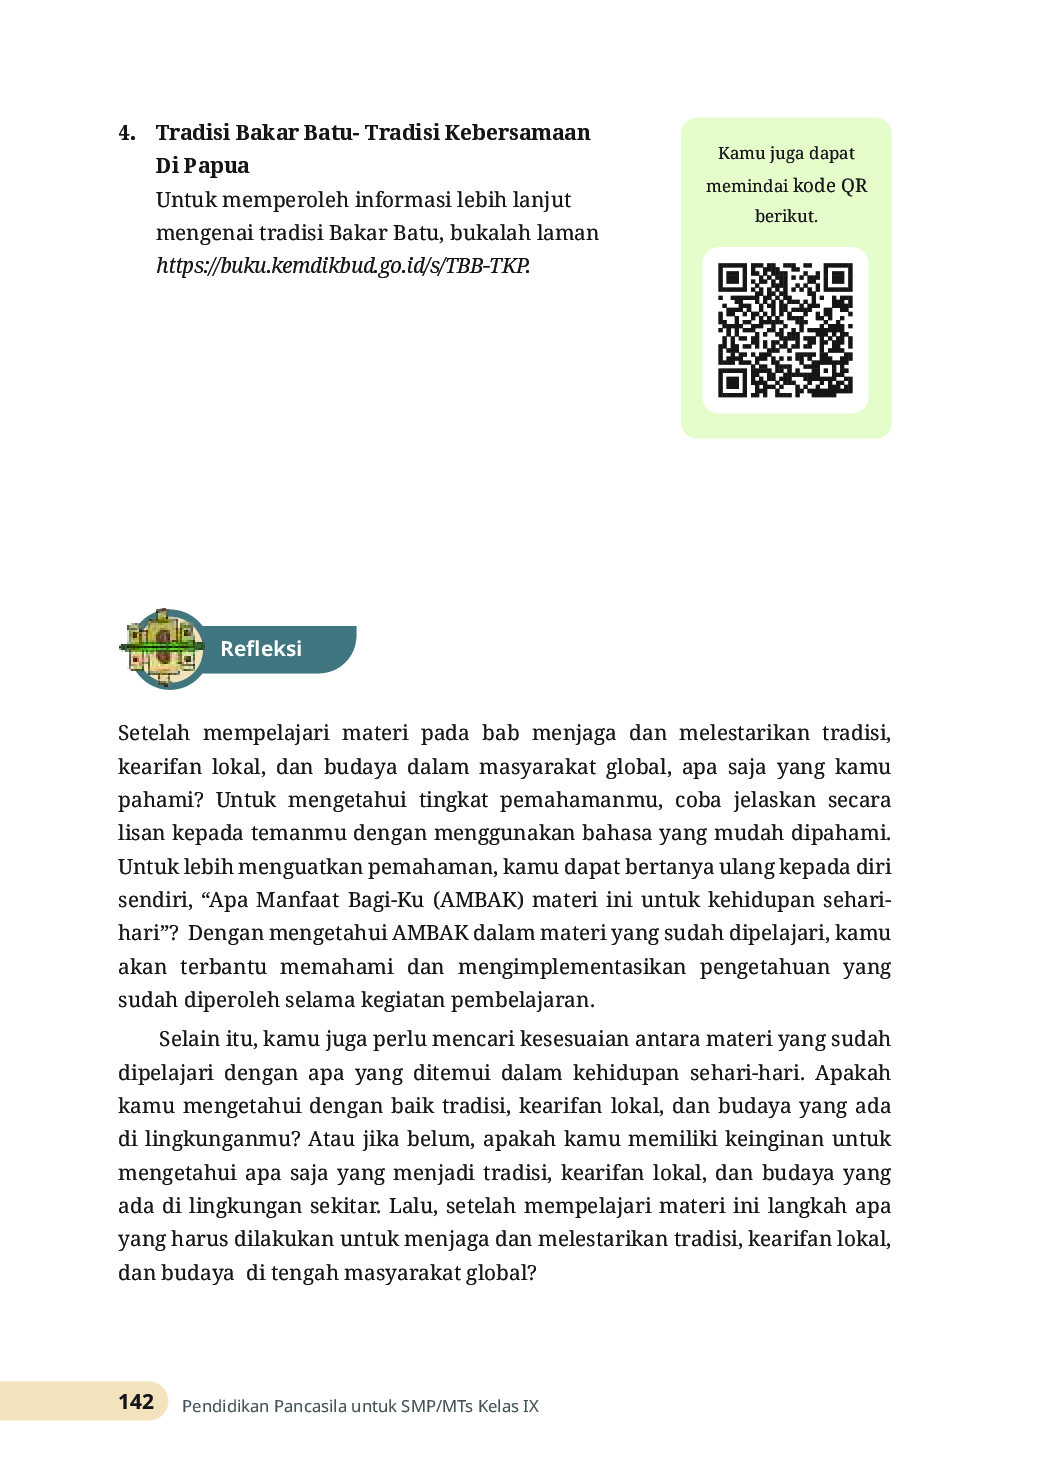 4. Tradisi Bakar Batu- Tradisi Kebersamaan
Di Papua
Untuk memperoleh informasi lebih lanjut
mengenai tradisi Bakar Batu, bukalah laman
https://buku.kemdikbud.go.id/s/TBB-TKP.
Kamu juga dapat
memindai kode QR
berikut.
Refleksi
Setelah mempelajari materi pada bab menjaga dan melestarikan tradisi,
kearifan lokal, dan budaya dalam masyarakat global, apa saja yang kamu
pahami? Untuk mengetahui tingkat pemahamanmu, coba jelaskan secara
lisan kepada temanmu dengan menggunakan bahasa yang mudah dipahami.
Untuk lebih menguatkan pemahaman, kamu dapat bertanya ulang kepada diri
sendiri, “Apa Manfaat Bagi-Ku (AMBAK) materi ini untuk kehidupan sehari-
hari”? Dengan mengetahui AMBAK dalam materi yang sudah dipelajari, kamu
akan terbantu memahami dan mengimplementasikan pengetahuan yang
sudah diperoleh selama kegiatan pembelajaran.
Selain itu, kamu juga perlu mencari kesesuaian antara materi yang sudah
dipelajari dengan apa yang ditemui dalam kehidupan sehari-hari. Apakah
kamu mengetahui dengan baik tradisi, kearifan lokal, dan budaya yang ada
di lingkunganmu? Atau jika belum, apakah kamu memiliki keinginan untuk
mengetahui apa saja yang menjadi tradisi, kearifan lokal, dan budaya yang
ada di lingkungan sekitar. Lalu, setelah mempelajari materi ini langkah apa
yang harus dilakukan untuk menjaga dan melestarikan tradisi, kearifan lokal,
dan budaya di tengah masyarakat global?
142 Pendidikan Pancasila untuk SMP/MTs Kelas IX